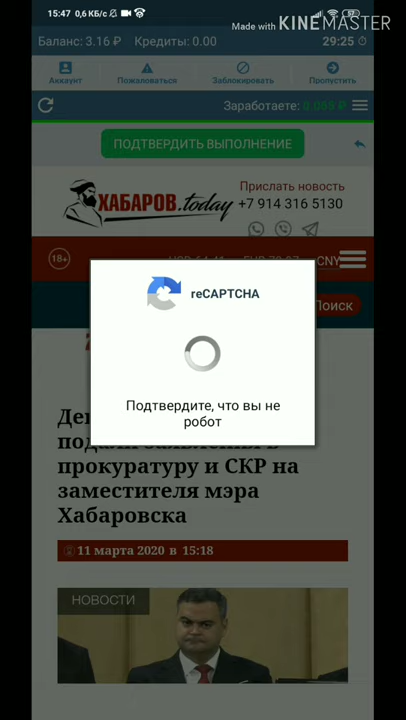 15:47 0,6 КБ/с
Made with KINEMASTER
Баланс: 3.16 ₽ Кредиты: 0.00 29:25
Аккаунт Пожаловаться Заблокировать Пропустить
Заработаете: 0.068 ₽
ПОДТВЕРДИТЬ ВЫПОЛНЕНИЕ
Прислать новость
ХАБАРОВ.today +7 914 316 5130
18+ CNY
Поиск
reCAPTCHA
Подтвердите, что вы не
робот
прокуратуру и СКР на
заместителя мэра
Хабаровска
11 марта 2020 в 15:18
НОВОСТИ